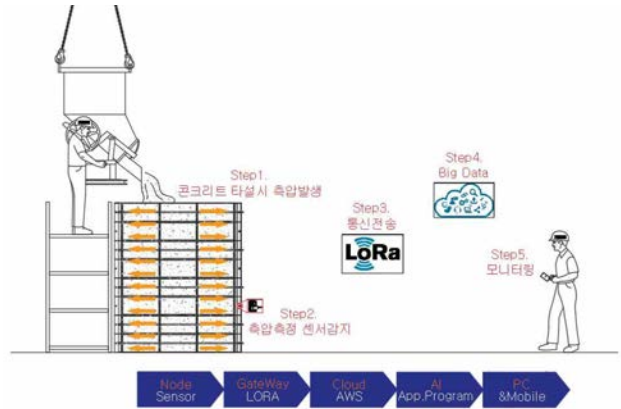 Step1.
콘크리트 타설시 측압발생
Step2.
측압측정 센서감지
Step3.
통신전송
LoRa
Step4.
Big Data
Step5.
모니터링
Node
Sensor
GateWay
LORA
Cloud
AWS
AI
App.Program
PC
&Mobile